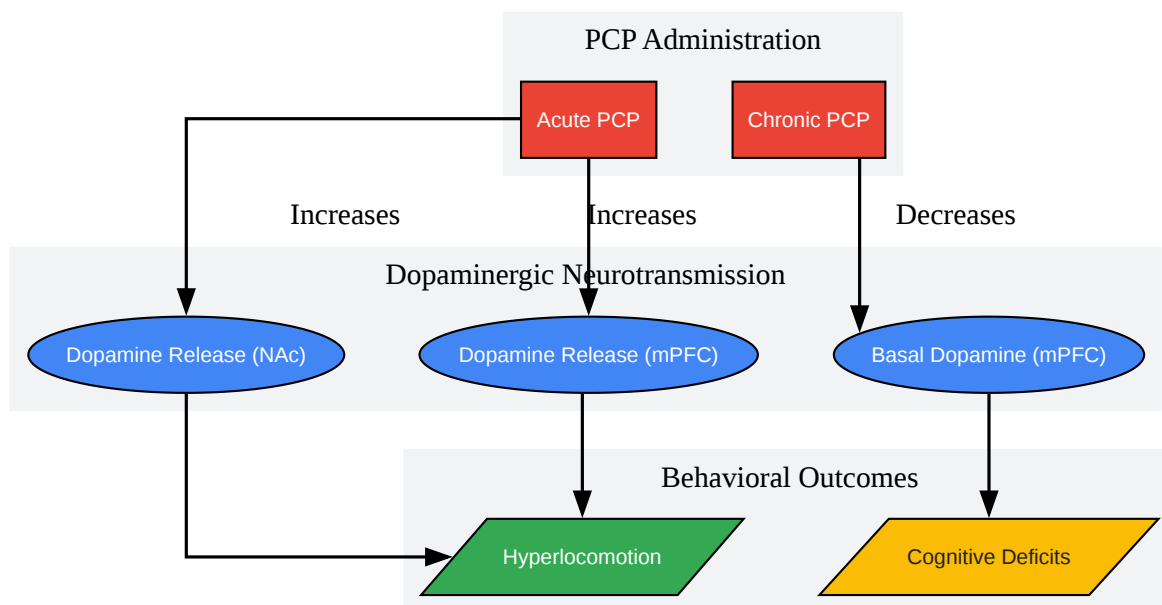 PCP Administration
Acute PCP
Chronic PCP
Increases
Increases
Decreases
Dopaminergic Neurotransmission
Dopamine Release (NAc)
Dopamine Release (mPFC)
Basal Dopamine (mPFC)
Behavioral Outcomes
Hyperlocomotion
Cognitive Deficits